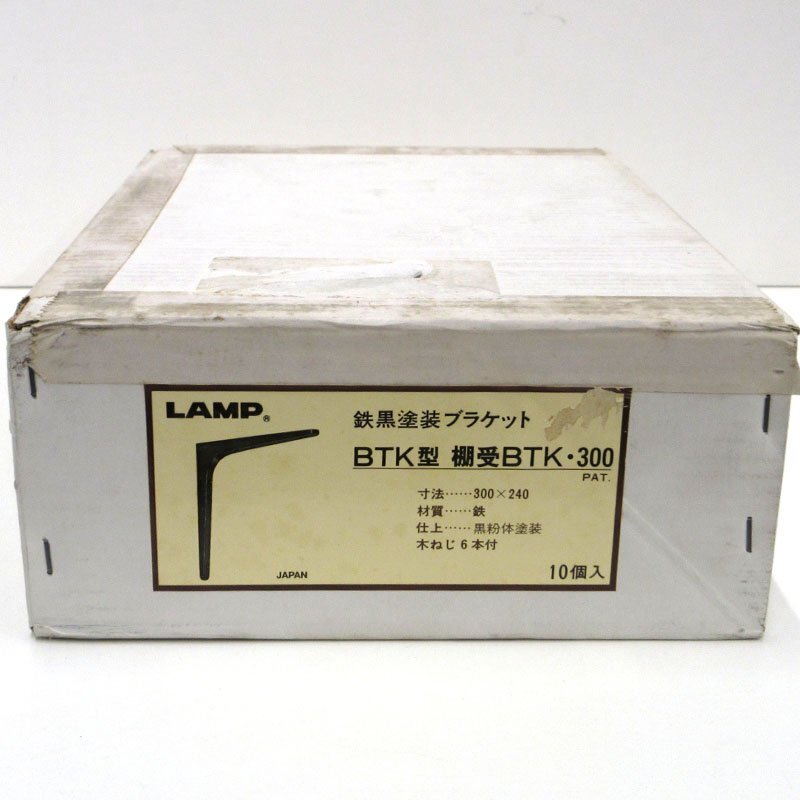 LAMP®
鉄黒塗装ブラケット
BTK型 棚受BTK・300
PAT.
寸法……300×240
材質……鉄
仕上……黒粉体塗装
木ねじ6本付
JAPAN
10個入